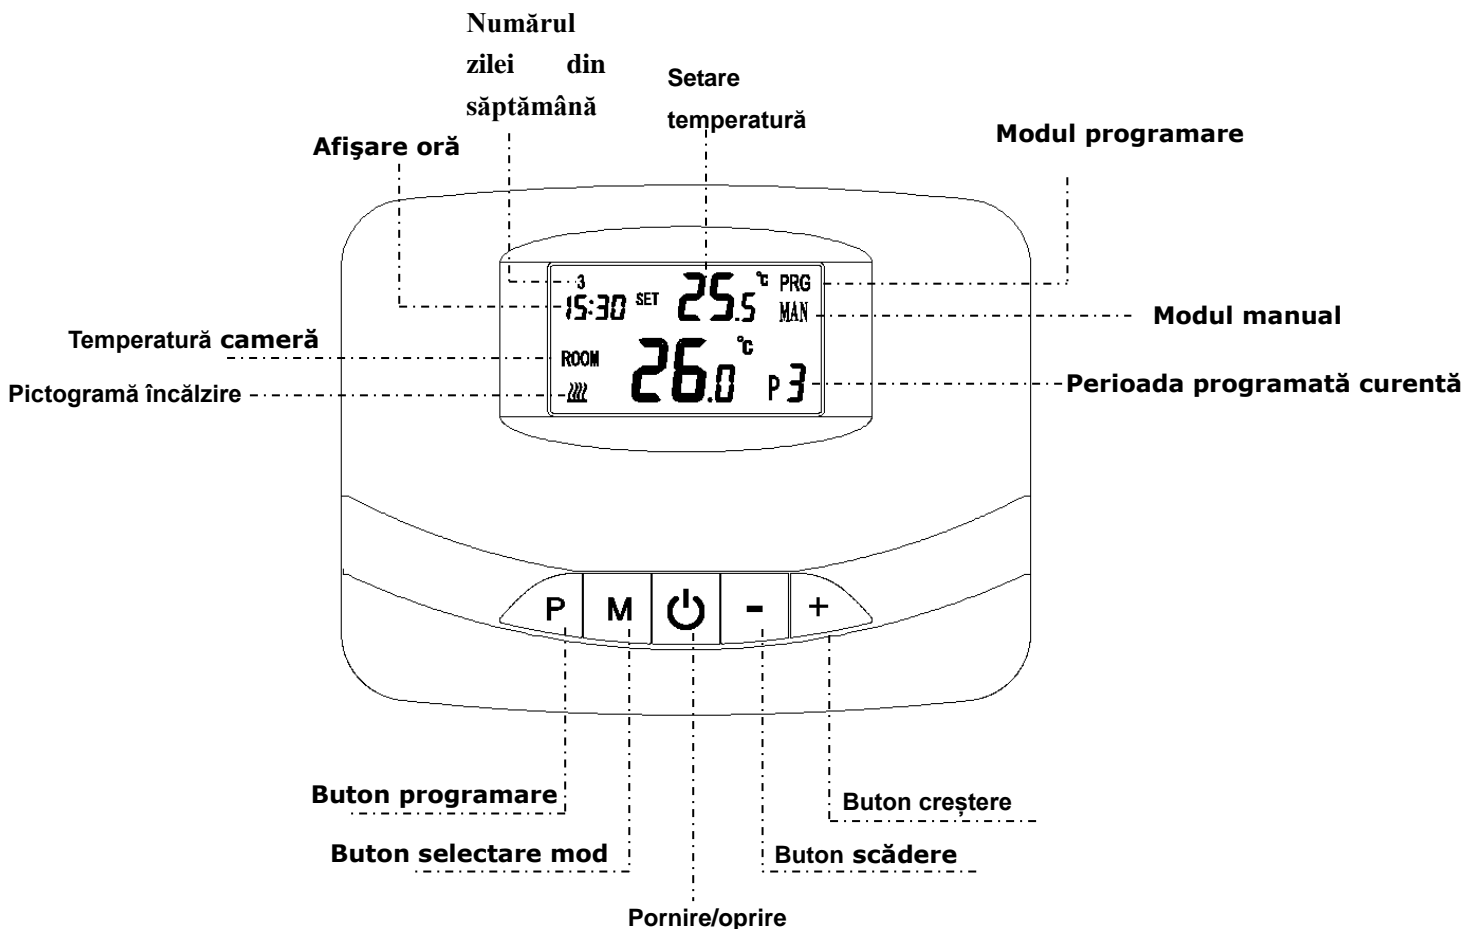 Numărul
zilei din
săptămână
Setare
temperatură
Modul programare
Afişare oră
3
15:30 SET 25.5 °C PRG
MAN
Modul manual
Temperatură cameră
ROOM 26.0 °C
Pictogramă încălzire
P3
Perioada programată curentă
P M - +
Buton programare
Buton creștere
Buton selectare mod
Buton scădere
Pornire/oprire